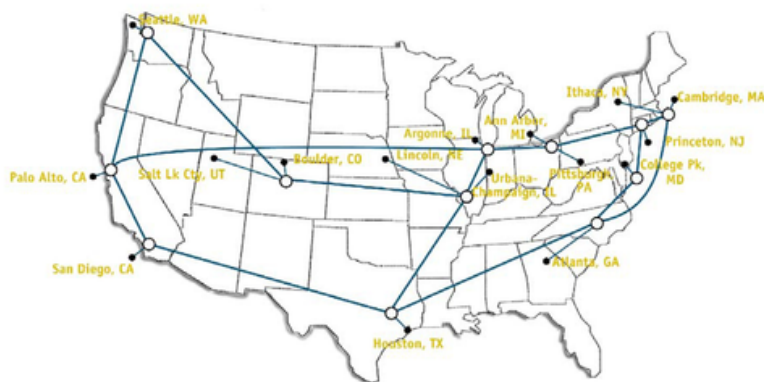 Seattle, WA
Ithaca, NY
Cambridge, MA
Ann Arbor,
MI
Argonne, IL
Princeton, NJ
Palo Alto, CA
Salt Lk Cty, UT
Boulder, CO
Lincoln, NE
Urbana-
Champaign, IL
Pittsburgh,
PA
College Pk,
MD
San Diego, CA
Atlanta, GA
Houston, TX